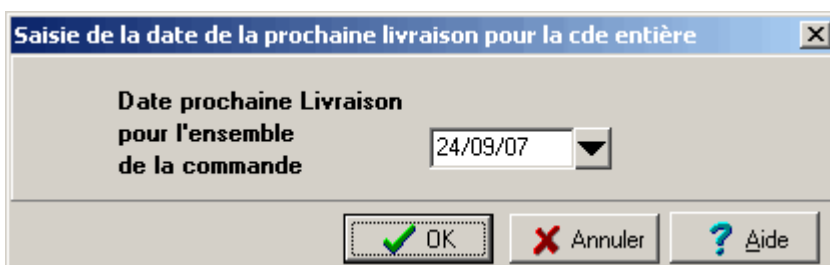 Saisie de la date de la prochaine livraison pour la cde entière
Date prochaine Livraison
pour l'ensemble
de la commande
24/09/07
OK
Annuler
Aide